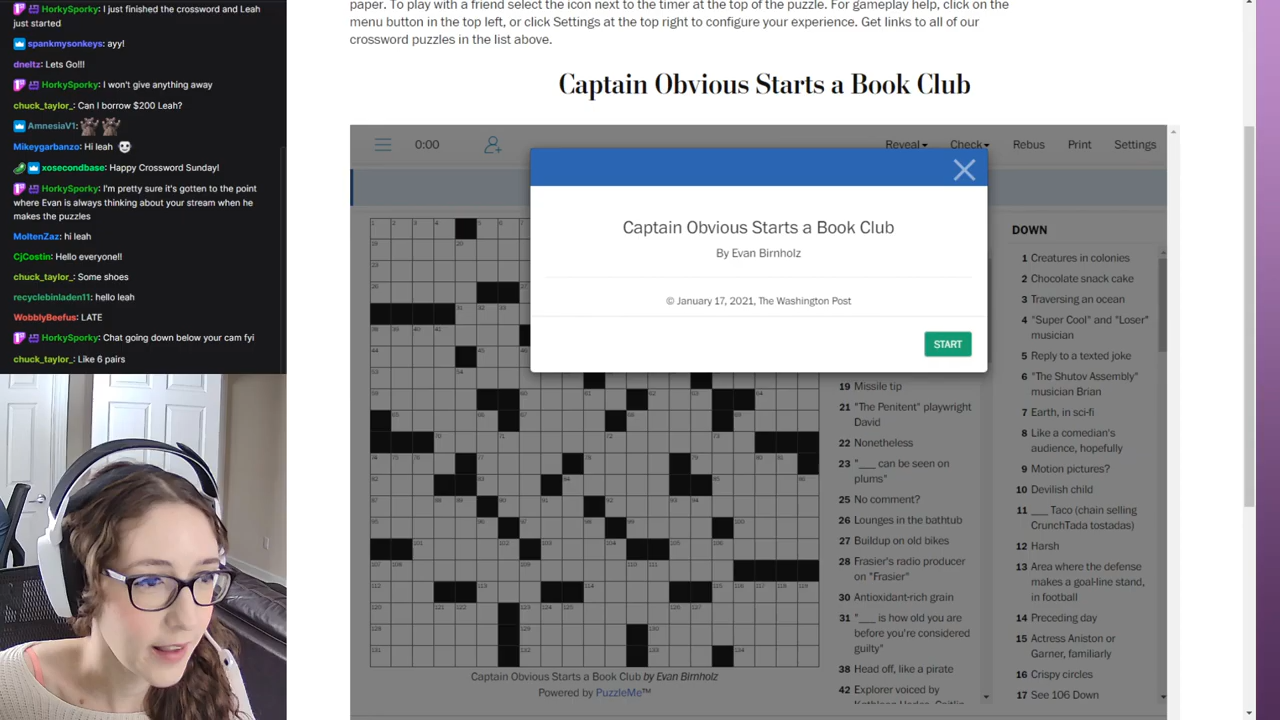 HorkySporky: I just finished the crossword and Leah
just started
spankmysonkeys: ayy!
dneltz: Lets Go!!!
HorkySporky: I won't give anything away
chuck_taylor_: Can I borrow $200 Leah?
AmnesiaV1:
Mikeygarbanzo: Hi leah
xosecondbase: Happy Crossword Sunday!
HorkySporky: I'm pretty sure it's gotten to the point
where Evan is always thinking about your stream when he
makes the puzzles
MoltenZaz: hi leah
CjCostin: Hello everyone!!
chuck_taylor_: Some shoes
recyclebinladen11: hello leah
WobblyBeefus: LATE
HorkySporky: Chat going down below your cam fyi
chuck_taylor_: Like 6 pairs
paper. To play with a friend select the icon next to the timer at the top of the puzzle. For gameplay help, click on the
menu button in the top left, or click Settings at the top right to configure your experience. Get links to all of our
crossword puzzles in the list above.
Captain Obvious Starts a Book Club
0:00
Reveal
Check
Rebus
Print
Settings
Captain Obvious Starts a Book Club
By Evan Birnholz
© January 17, 2021, The Washington Post
START
19 Missile tip
21 "The Penitent" playwright
David
22 Nonetheless
23 "___ can be seen on
plums"
25 No comment?
26 Lounges in the bathtub
27 Buildup on old bikes
28 Frasier's radio producer
on "Frasier"
30 Antioxidant-rich grain
31 "___ is how old you are
before you're considered
guilty"
38 Head off, like a pirate
42 Explorer voiced by
DOWN
1 Creatures in colonies
2 Chocolate snack cake
3 Traversing an ocean
4 "Super Cool" and "Loser"
musician
5 Reply to a texted joke
6 "The Shutov Assembly"
musician Brian
7 Earth, in sci-fi
8 Like a comedian's
audience, hopefully
9 Motion pictures?
10 Devilish child
11 ___ Taco (chain selling
CrunchTada tostadas)
12 Harsh
13 Area where the defense
makes a goal-line stand,
in football
14 Preceding day
15 Actress Aniston or
Garner, familiarly
16 Crispy circles
17 See 106 Down
Captain Obvious Starts a Book Club by Evan Birnholz
Powered by PuzzleMe™